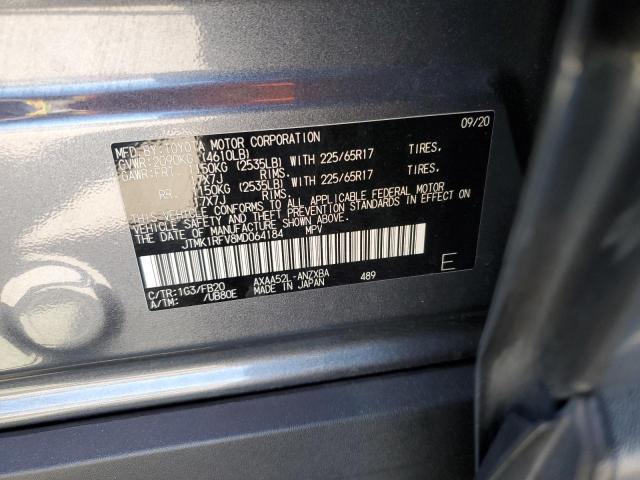 MFD.BY:TOYOTA MOTOR CORPORATION 09/20
GVWR:2090KG (4610LB)
GAWR:FRT. 1150KG (2535LB) WITH 225/65R17 TIRES,
17X7J RIMS.
RR. 1150KG (2535LB) WITH 225/65R17 TIRES,
17X7J RIMS.
THIS VEHICLE CONFORMS TO ALL APPLICABLE FEDERAL MOTOR
VEHICLE SAFETY AND THEFT PREVENTION STANDARDS IN EFFECT ON
THE DATE OF MANUFACTURE SHOWN ABOVE.
JTMK1RFV8MD064184 MPV
C/TR:1G3/FB20 AXAA52L-ANZXBA 489 E
A/TM: /UB80E MADE IN JAPAN